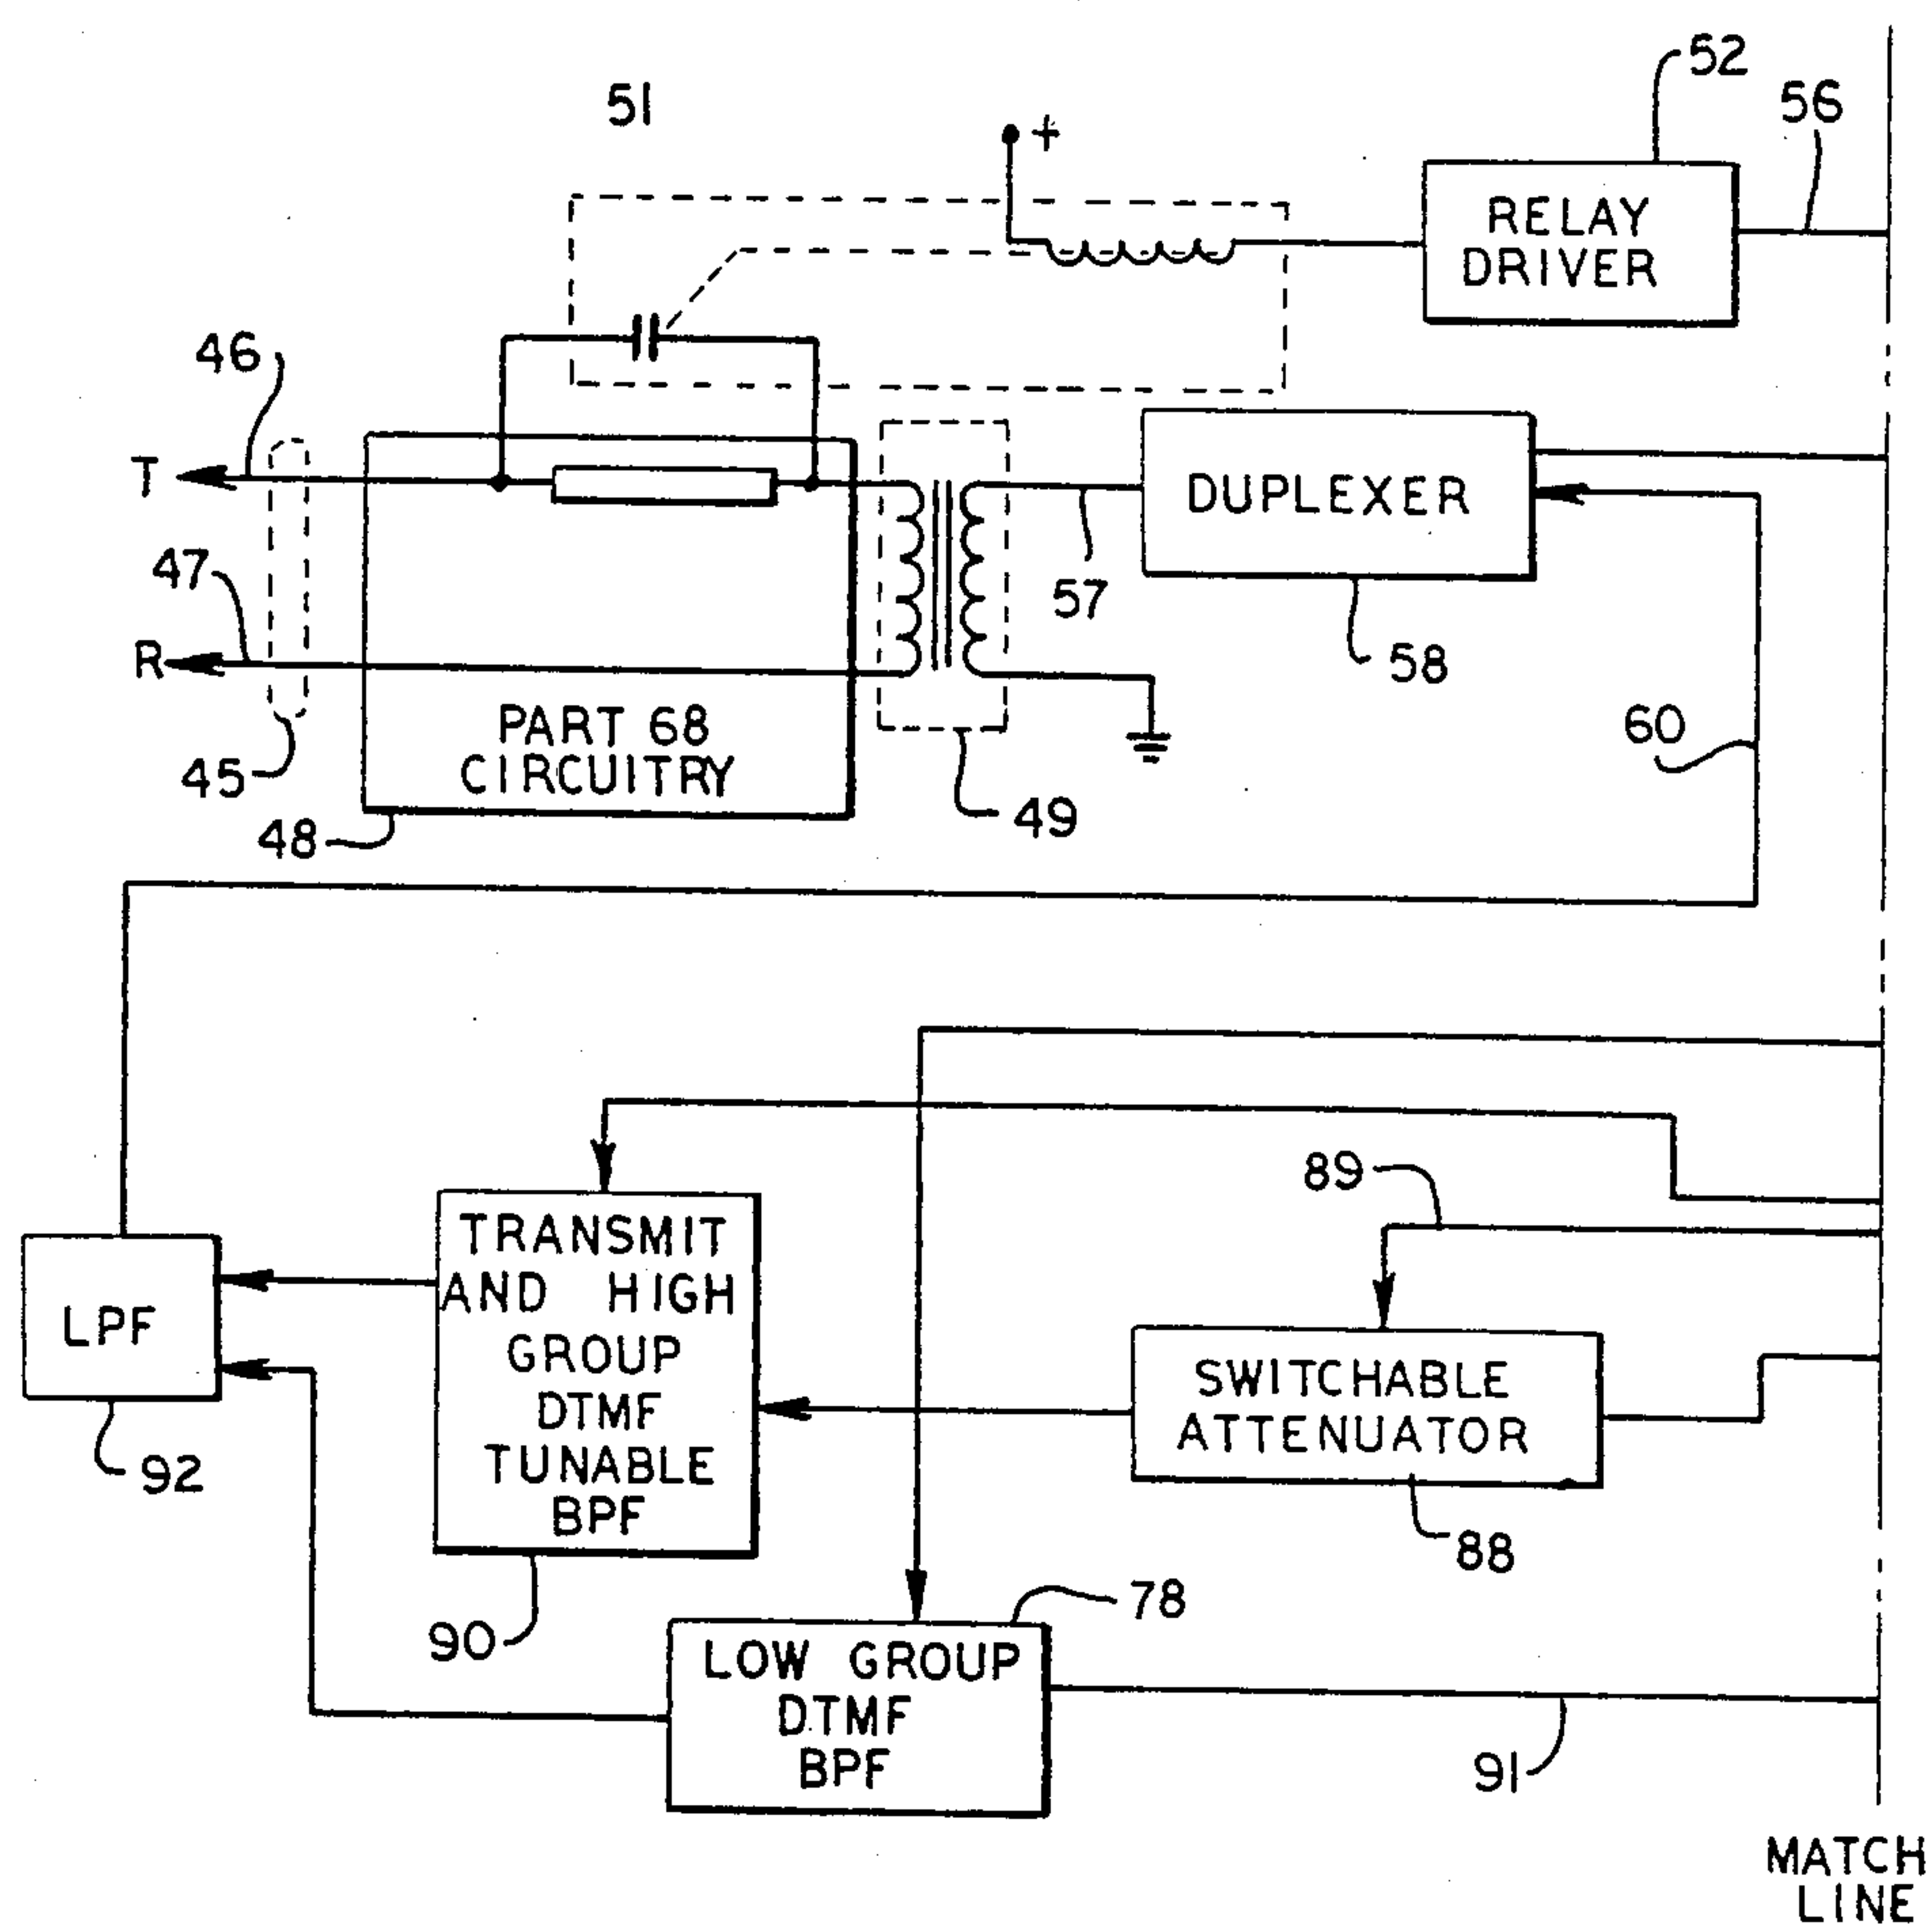 52
51
56
+
RELAY
DRIVER
46
T
DUPLEXER
47
57
R
58
PART 68
CIRCUITRY
60
45
49
48
89
TRANSMIT
AND HIGH
GROUP
DTMF
TUNABLE
BPF
LPF
SWITCHABLE
ATTENUATOR
92
88
78
90
LOW GROUP
DTMF
BPF
91
MATCH
LINE